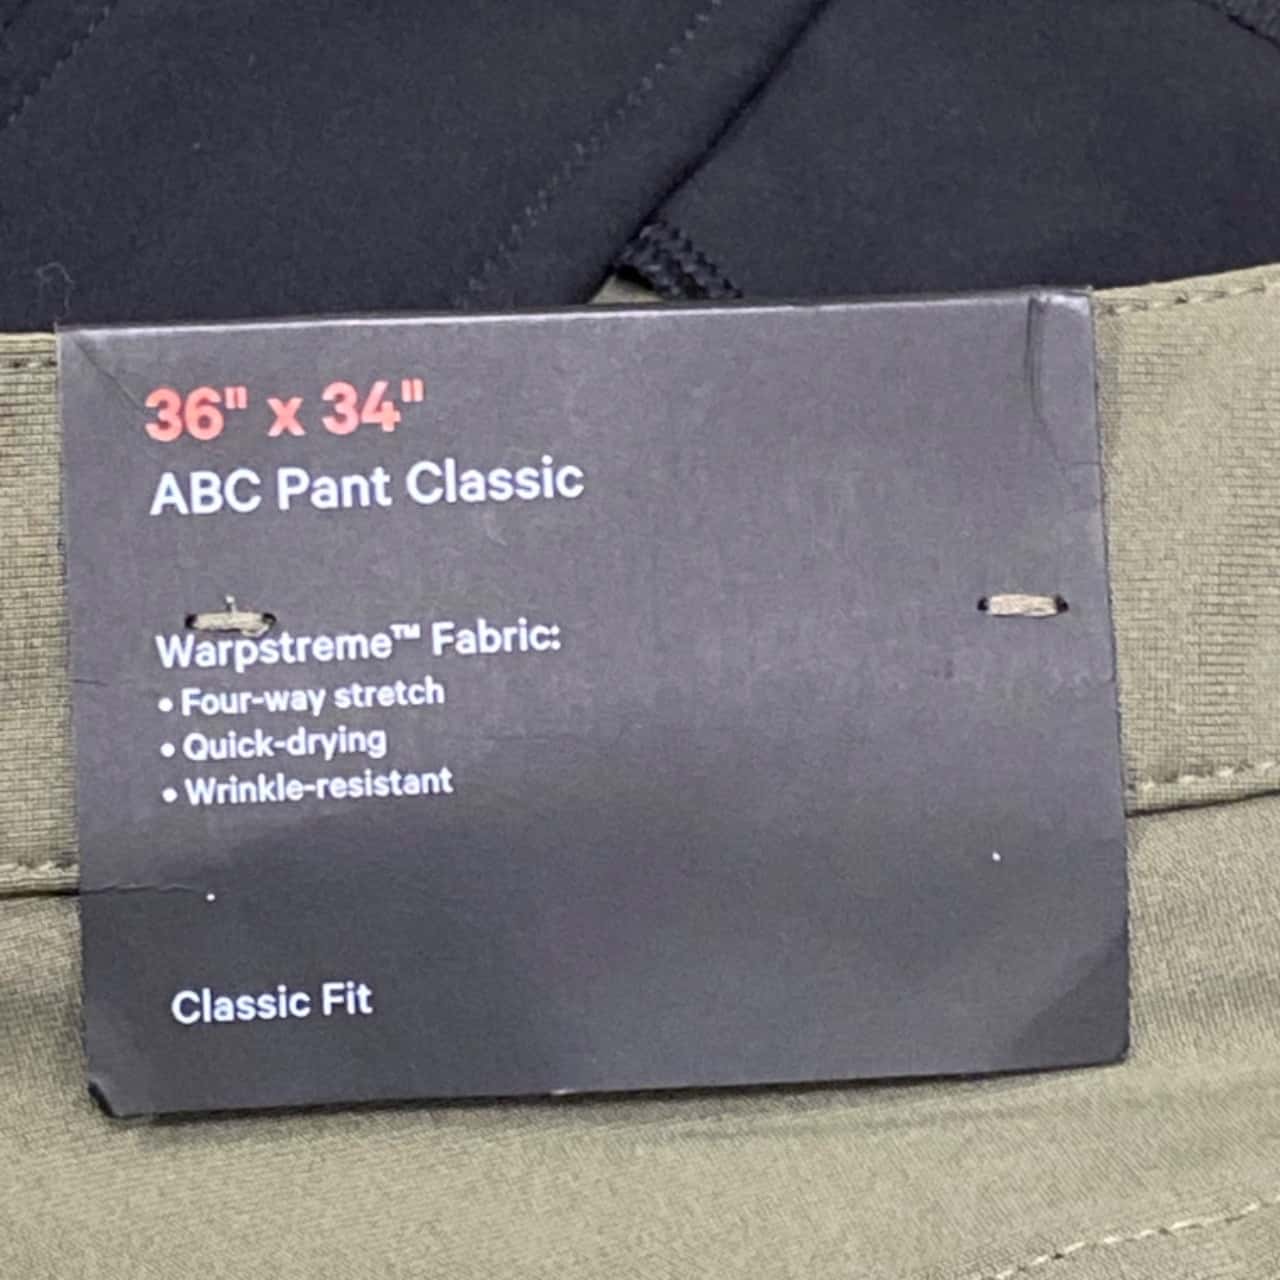 36" x 34"
ABC Pant Classic
Warpstreme™ Fabric:
• Four-way stretch
• Quick-drying
• Wrinkle-resistant
Classic Fit